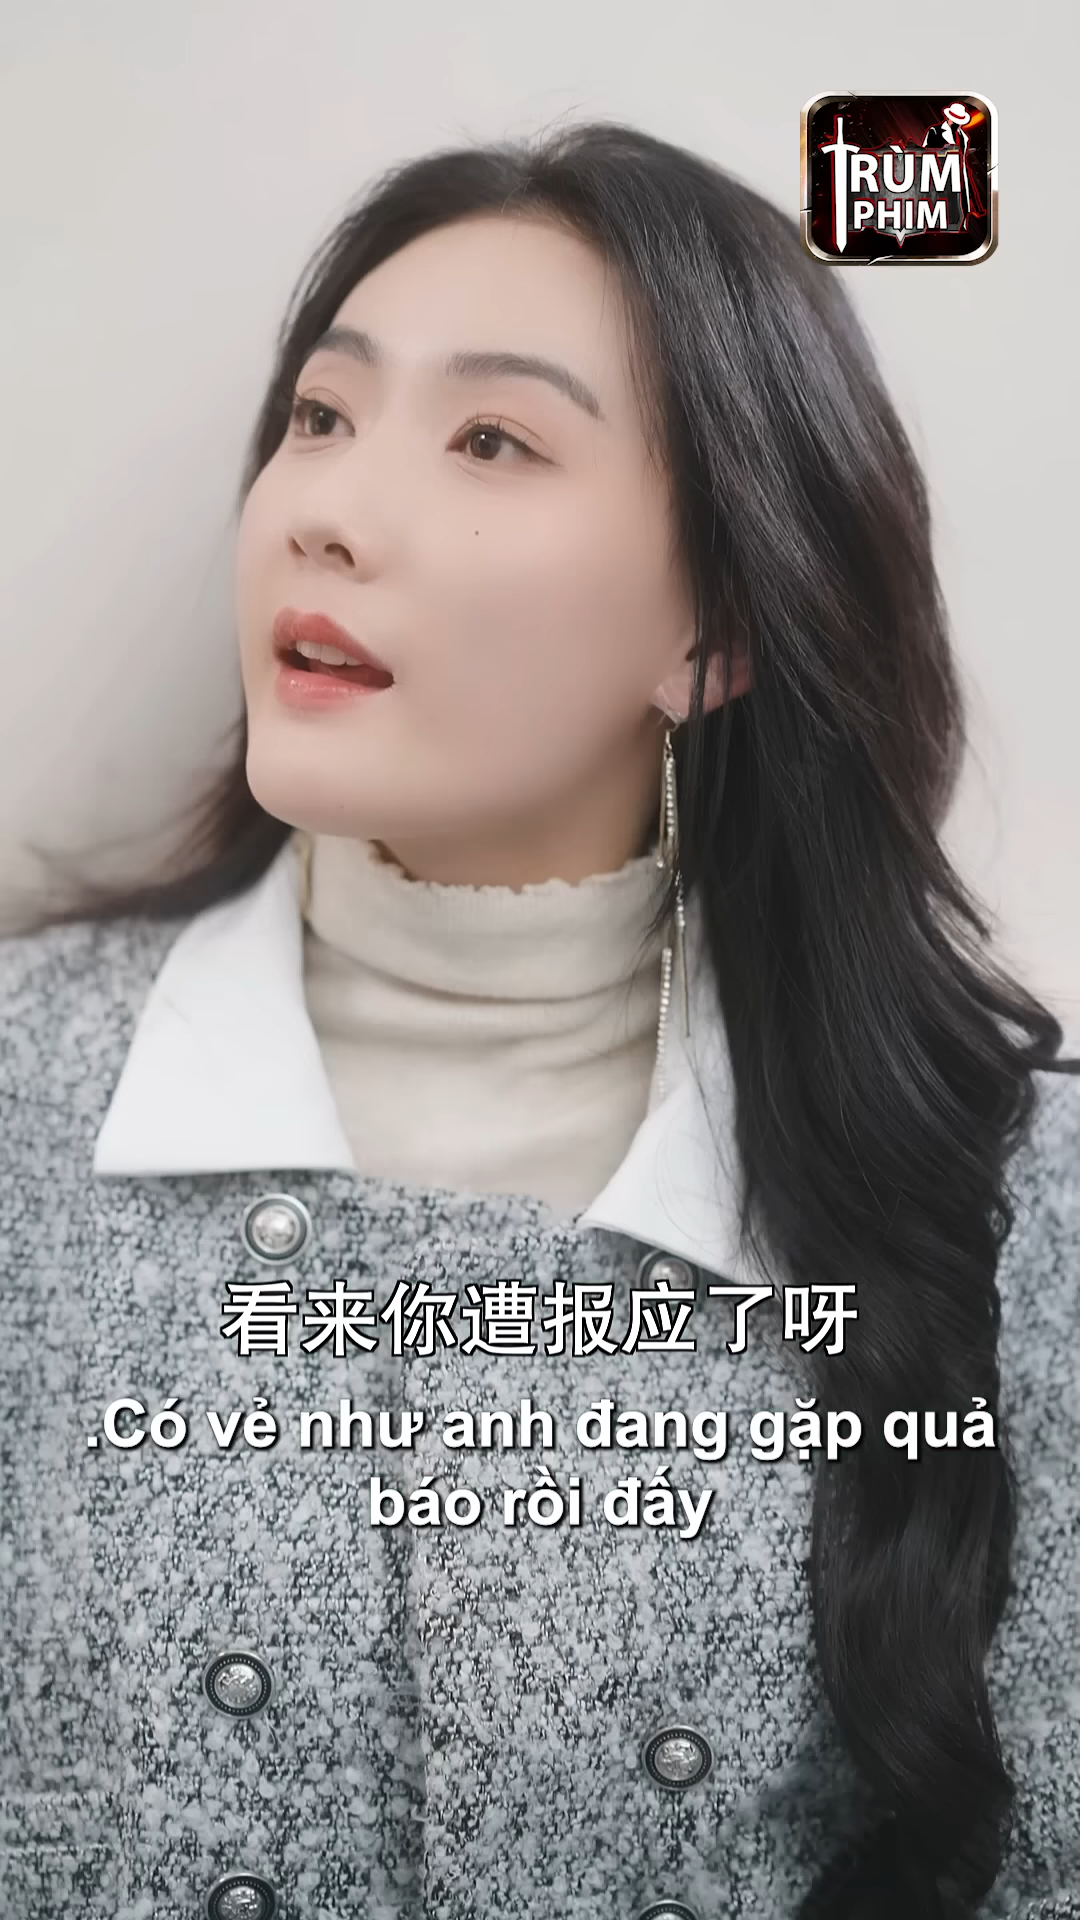 TRÙM
PHIM
看来你遭报应了呀
.Có vẻ như anh đang gặp quả
báo rồi đấy